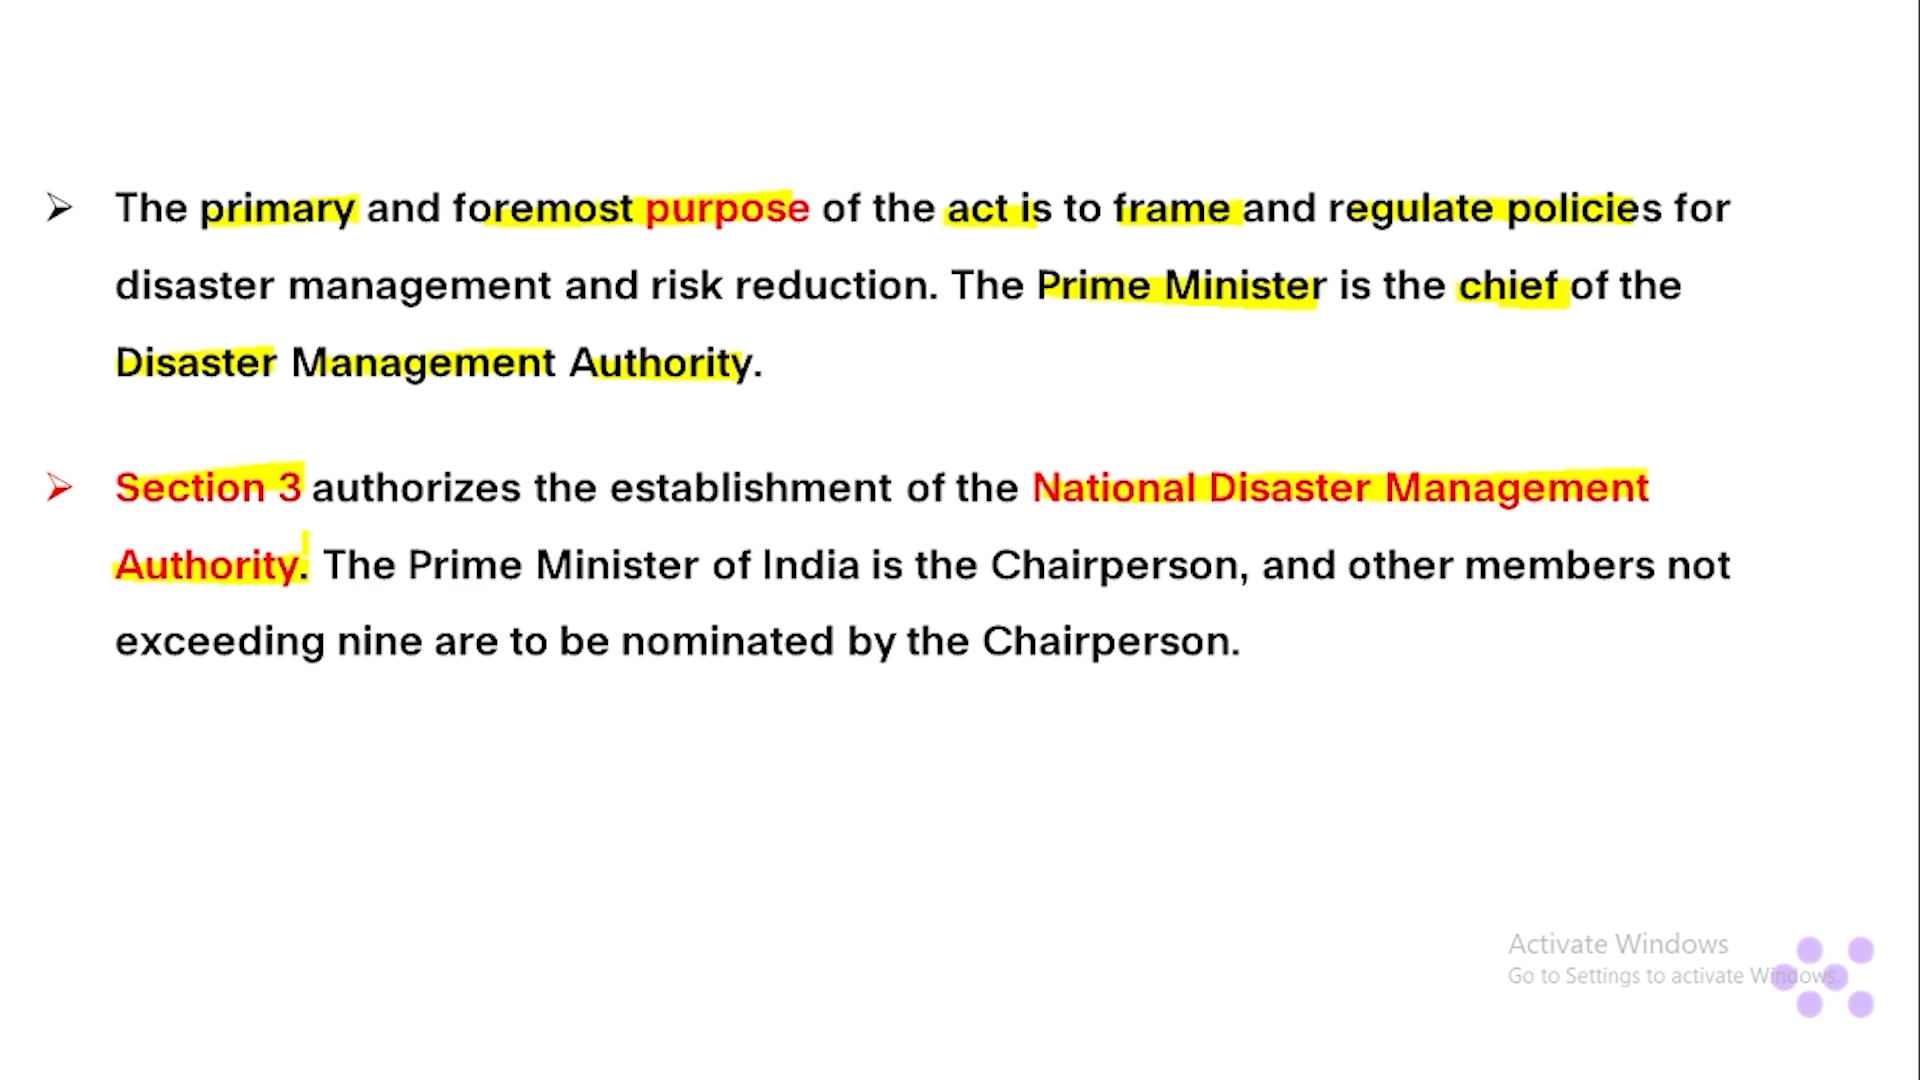 ➢ The primary and foremost purpose of the act is to frame and regulate policies for
disaster management and risk reduction. The Prime Minister is the chief of the
Disaster Management Authority.
➢ Section 3 authorizes the establishment of the National Disaster Management
Authority. The Prime Minister of India is the Chairperson, and other members not
exceeding nine are to be nominated by the Chairperson.
Activate Windows
Go to Settings to activate Windows.